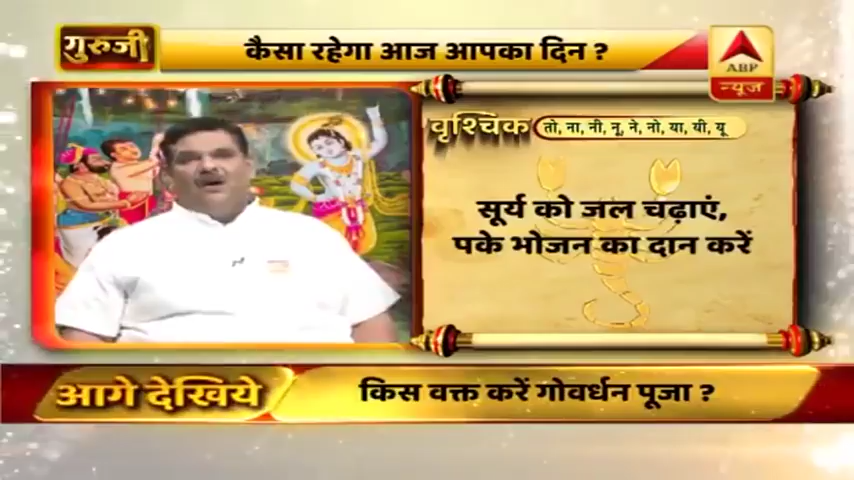 गुरुजी
कैसा रहेगा आज आपका दिन ?
ABP
न्यूज़
वृश्चिक
तो, ना, नी, नू, ने, नो, या, यी, यू
सूर्य को जल चढ़ाएं,
पके भोजन का दान करें
आगे देखिये
किस वक्त करें गोवर्धन पूजा ?